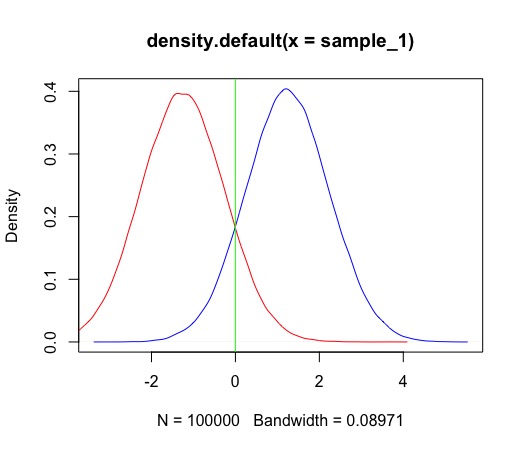 density.default(x = sample_1)
Density
0.4
0.3
0.2
0.1
0.0
-2 0 2 4
N = 100000 Bandwidth = 0.08971